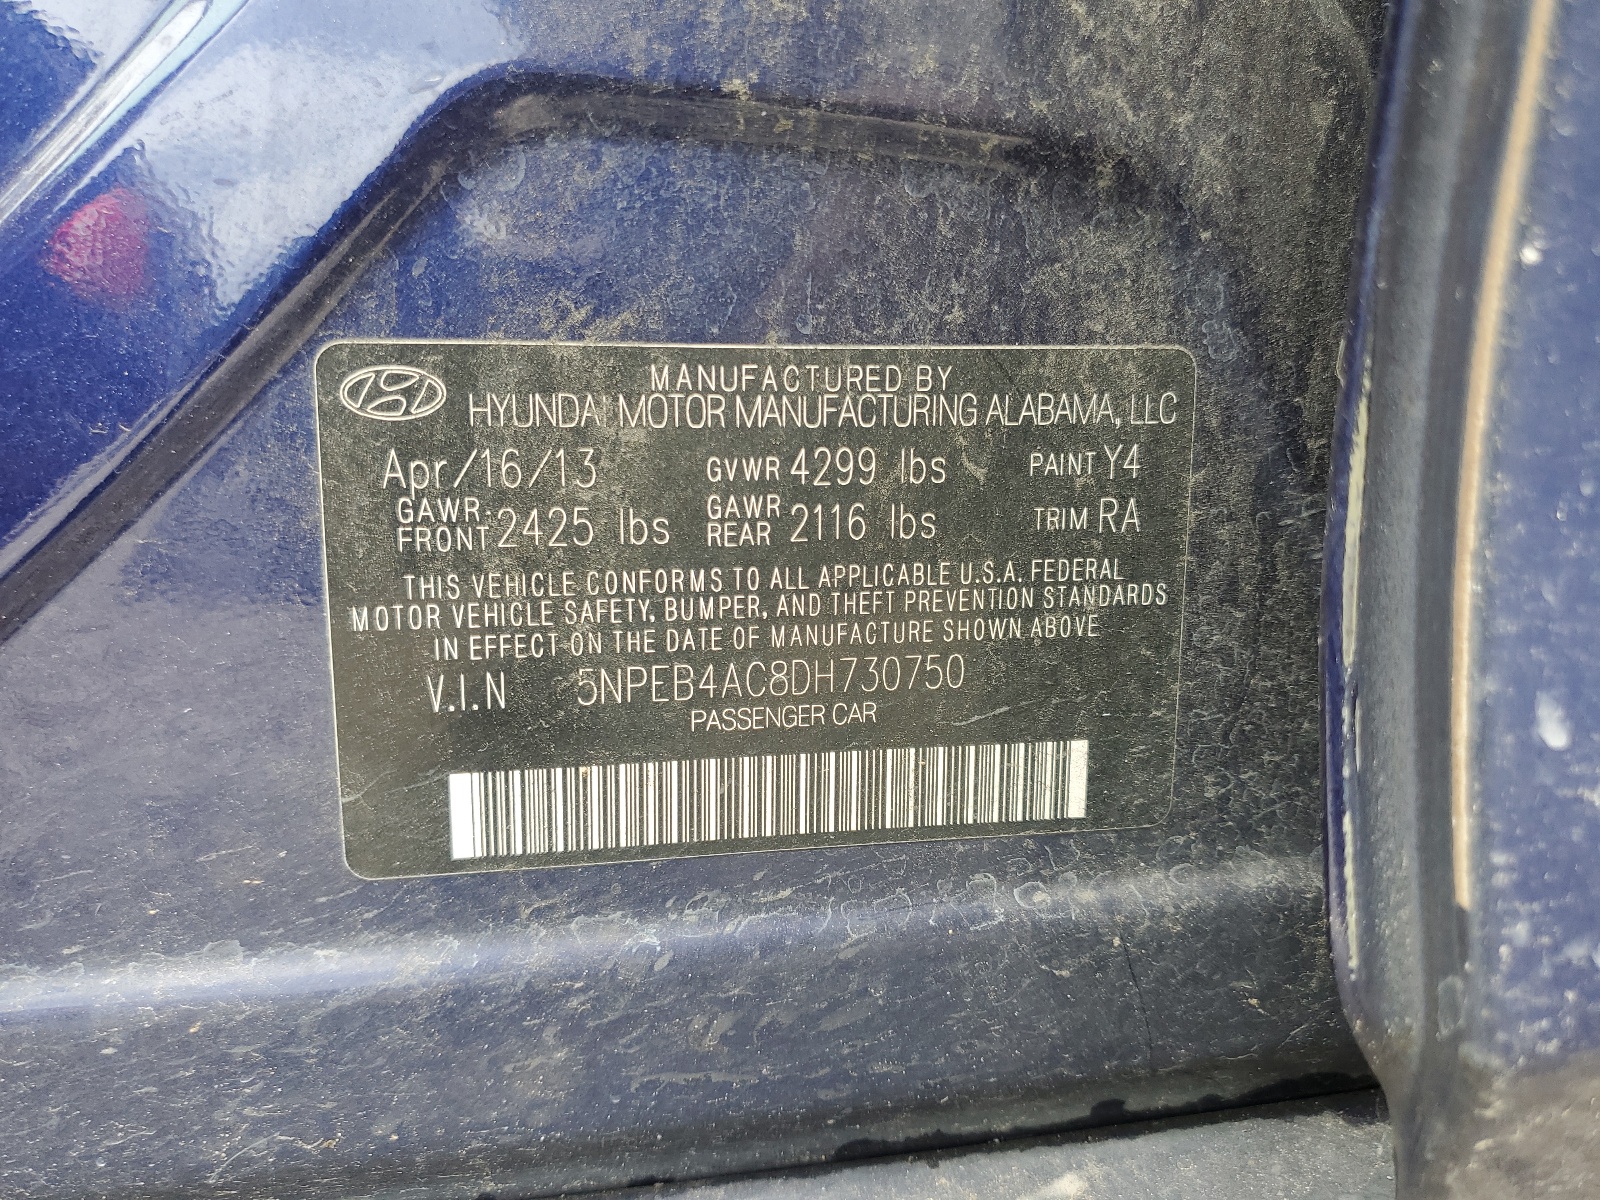 MANUFACTURED BY
HYUNDAI MOTOR MANUFACTURING ALABAMA, LLC
Apr/16/13 GVWR 4299 lbs PAINT Y4
GAWR FRONT 2425 lbs GAWR REAR 2116 lbs TRIM RA
THIS VEHICLE CONFORMS TO ALL APPLICABLE U.S.A. FEDERAL
MOTOR VEHICLE SAFETY, BUMPER, AND THEFT PREVENTION STANDARDS
IN EFFECT ON THE DATE OF MANUFACTURE SHOWN ABOVE
V.I.N 5NPEB4AC8DH730750
PASSENGER CAR